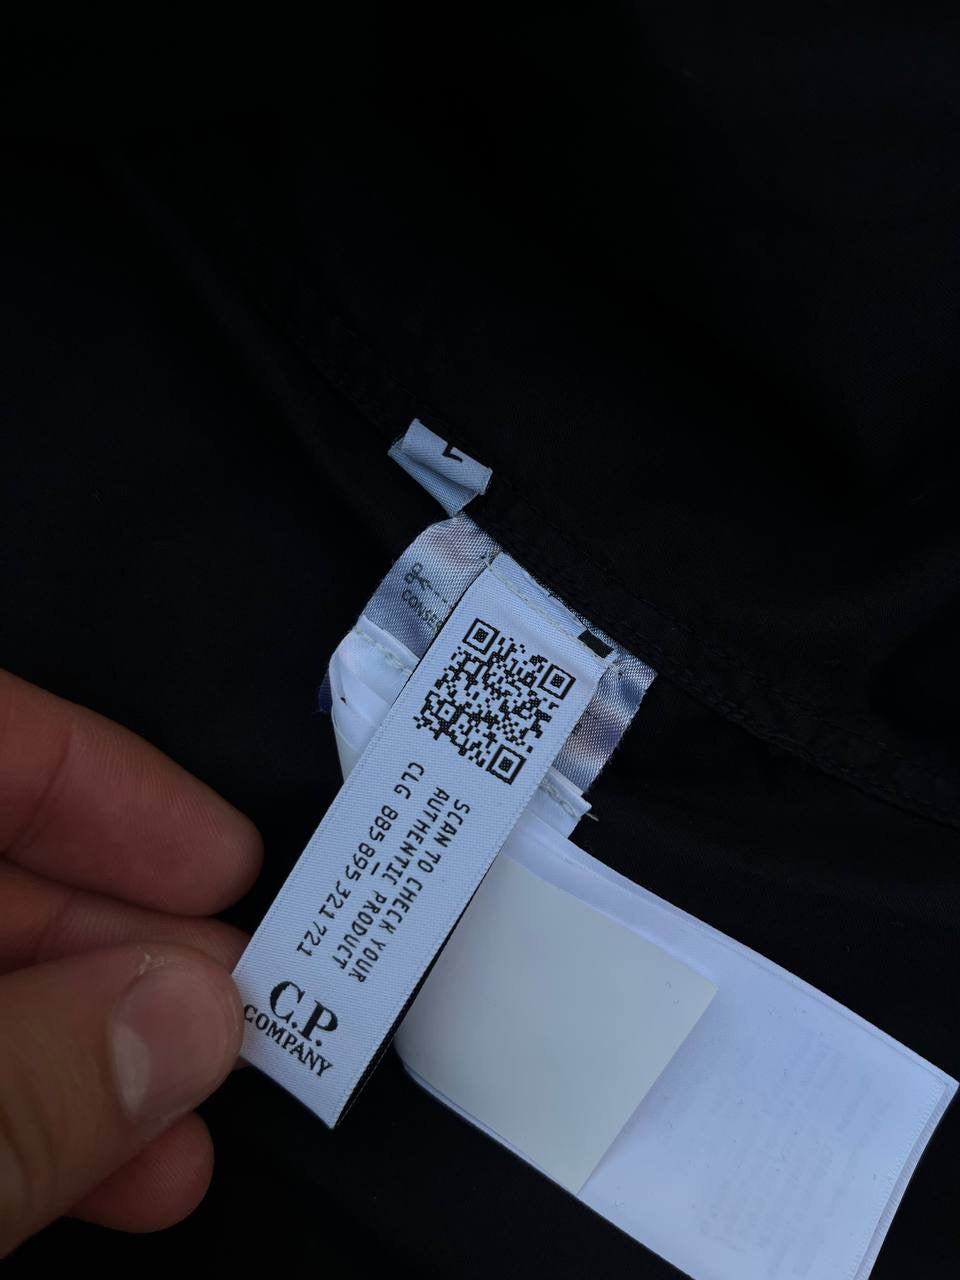 SCAN TO CHECK YOUR
AUTHENTIC PRODUCT
CLG 885 895 321 721
C.P.
COMPANY